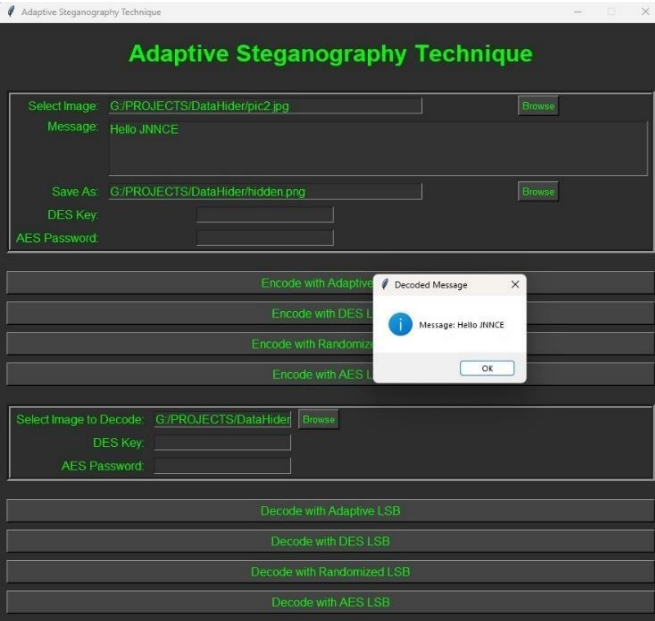 Adaptive Steganography Technique
Adaptive Steganography Technique
Select Image: G:/PROJECTS/DataHider/pic2.jpg Browse
Message: Hello JNNCE
Save As: G:/PROJECTS/DataHider/hidden.png Browse
DES Key:
AES Password:
Encode with Adaptive
Encode with DES L
Encode with Randomize
Encode with AES L
Decoded Message
Message: Hello JNNCE
OK
Select Image to Decode: G:/PROJECTS/DataHider Browse
DES Key:
AES Password:
Decode with Adaptive LSB
Decode with DES LSB
Decode with Randomized LSB
Decode with AES LSB